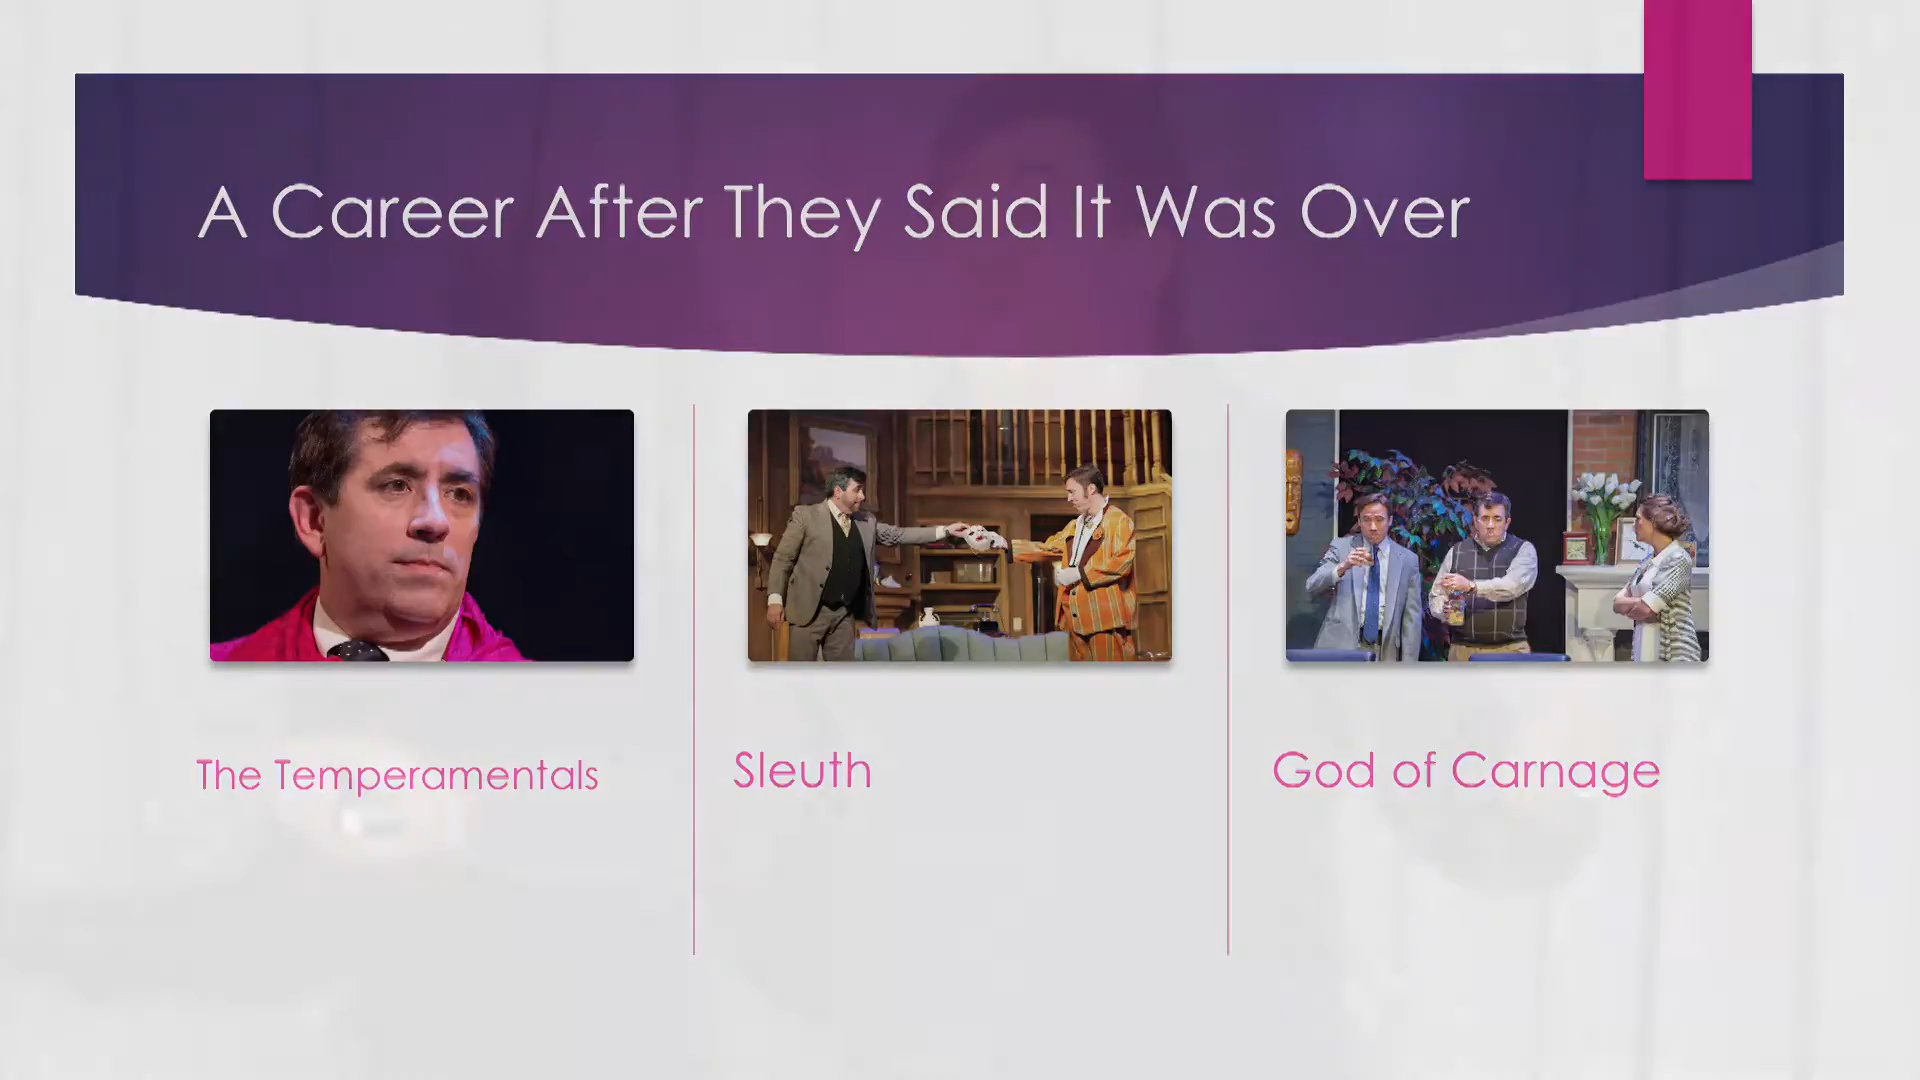 A Career After They Said It Was Over
The Temperamentals
Sleuth
God of Carnage